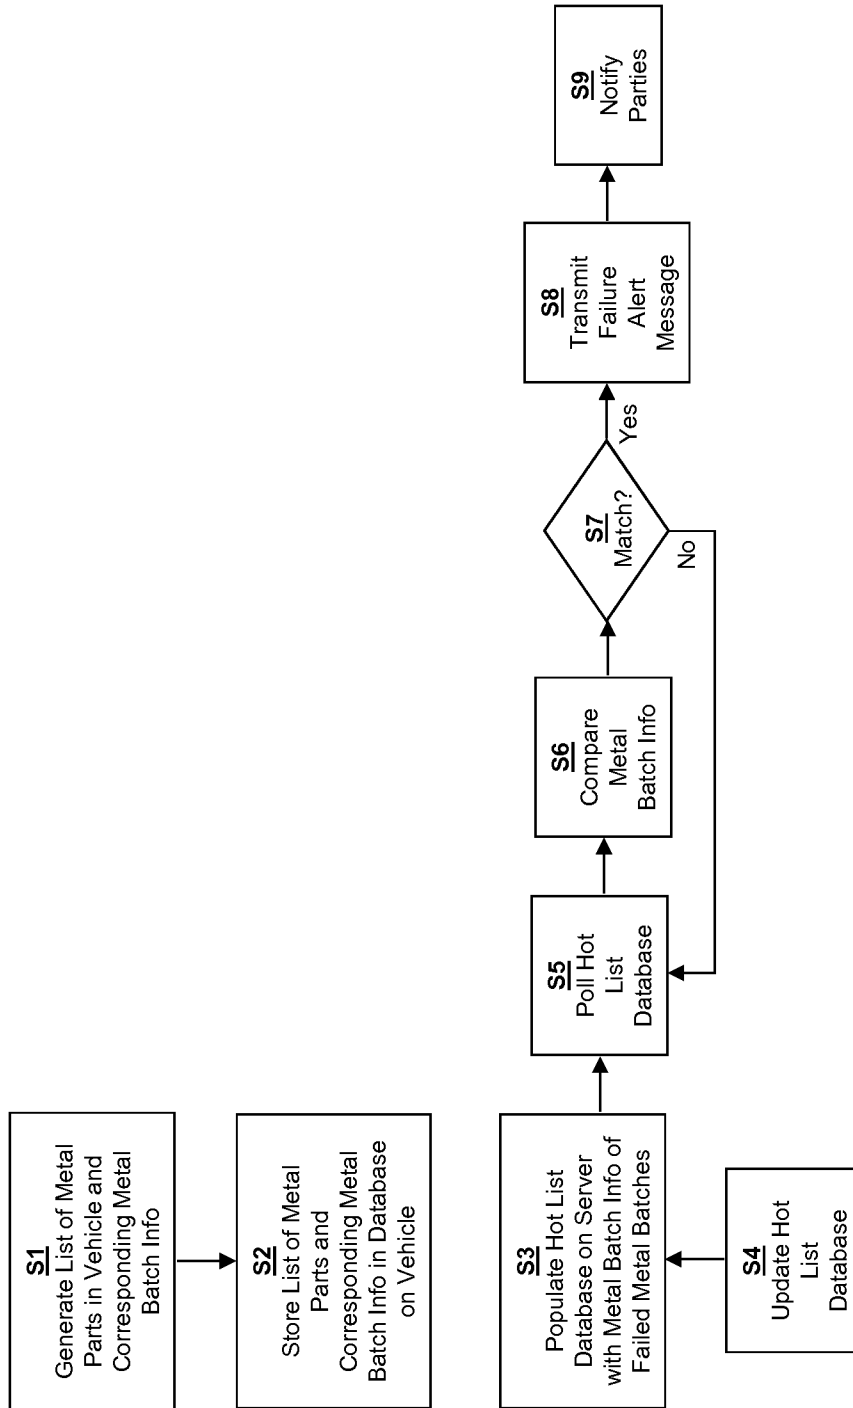 S1
Generate List of Metal
Parts in Vehicle and
Corresponding Metal
Batch Info
S2
Store List of Metal
Parts and
Corresponding Metal
Batch Info in Database
on Vehicle
S3
Populate Hot List
Database on Server
with Metal Batch Info of
Failed Metal Batches
S4
Update Hot
List
Database
S5
Poll Hot
List
Database
S6
Compare
Metal
Batch Info
S7
Match?
No
Yes
S8
Transmit
Failure
Alert
Message
S9
Notify
Parties